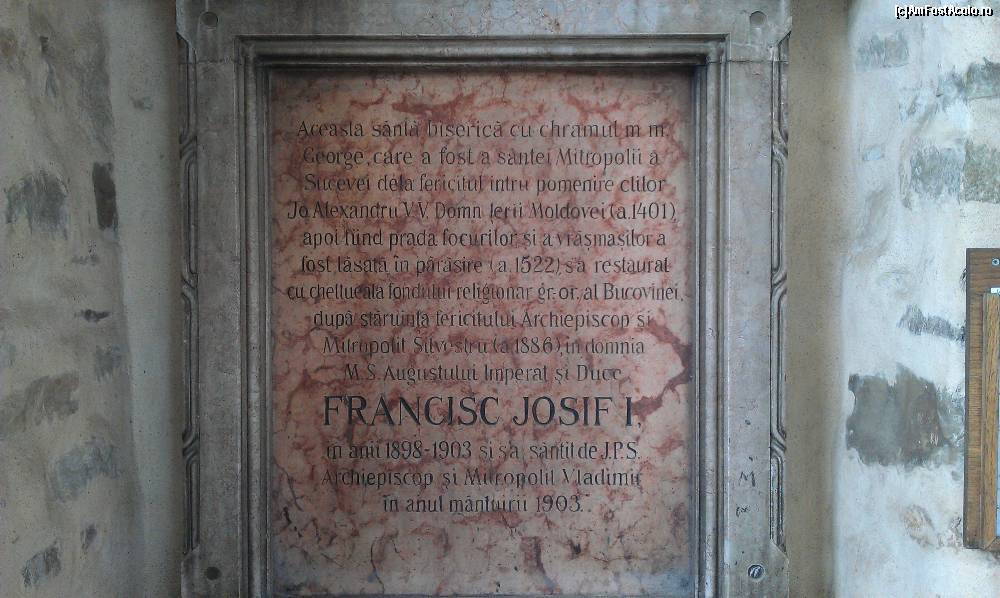 [c]AmFostAcolo.ro
Aceasta sântă biserică cu chramul m. m.
George, care a fost a santei Mitropolii a
Sucevei dela fericitul întru pomenire ctitor
Jo Alexandru V.V. Domn Țerii Moldovei (a. 1401),
apoi fiind prada focurilor și a vrășmașilor a
fost lăsată în părăsire (a. 1522) s'a restaurat
cu cheltueala fondului religionar gr.-or. al Bucovinei,
după stăruința fericitului Archiepiscop și
Mitropolit Silvestru (a 1886), în domnia
M.S. Augustului Împerat și Duce
FRANCISC JOSIF I,
în anii 1898-1903 și s'a sântit de J.P.S.
Archiepiscop și Mitropolit Vladimir
în anul mântuirii 1903.